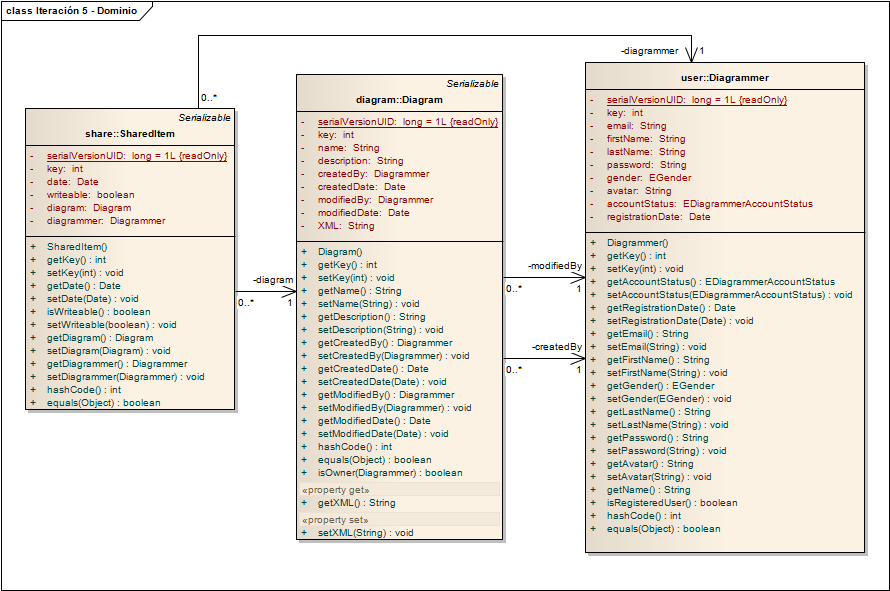 class Iteración 5 - Dominio
-diagrammer
1
0..*
Serializable
share::SharedItem
- serialVersionUID: long = 1L {readOnly}
- key: int
- date: Date
- writeable: boolean
- diagram: Diagram
- diagrammer: Diagrammer
+ SharedItem()
+ getKey() : int
+ setKey(int) : void
+ getDate() : Date
+ setDate(Date) : void
+ isWriteable() : boolean
+ setWriteable(boolean) : void
+ getDiagram() : Diagram
+ setDiagram(Diagram) : void
+ getDiagrammer() : Diagrammer
+ setDiagrammer(Diagrammer) : void
+ hashCode() : int
+ equals(Object) : boolean
-diagram
0..*
1
Serializable
diagram::Diagram
- serialVersionUID: long = 1L {readOnly}
- key: int
- name: String
- description: String
- createdBy: Diagrammer
- createdDate: Date
- modifiedBy: Diagrammer
- modifiedDate: Date
- XML: String
+ Diagram()
+ getKey() : int
+ setKey(int) : void
+ getName() : String
+ setName(String) : void
+ getDescription() : String
+ setDescription(String) : void
+ getCreatedBy() : Diagrammer
+ setCreatedBy(Diagrammer) : void
+ getCreatedDate() : Date
+ setCreatedDate(Date) : void
+ getModifiedBy() : Diagrammer
+ setModifiedBy(Diagrammer) : void
+ getModifiedDate() : Date
+ setModifiedDate(Date) : void
+ hashCode() : int
+ equals(Object) : boolean
+ isOwner(Diagrammer) : boolean
«property get»
+ getXML() : String
«property set»
+ setXML(String) : void
-modifiedBy
0..*
1
-createdBy
0..*
1
user::Diagrammer
- serialVersionUID: long = 1L {readOnly}
- key: int
- email: String
- firstName: String
- lastName: String
- password: String
- gender: EGender
- avatar: String
- accountStatus: EDiagrammerAccountStatus
- registrationDate: Date
+ Diagrammer()
+ getKey() : int
+ setKey(int) : void
+ getAccountStatus() : EDiagrammerAccountStatus
+ setAccountStatus(EDiagrammerAccountStatus) : void
+ getRegistrationDate() : Date
+ setRegistrationDate(Date) : void
+ getEmail() : String
+ setEmail(String) : void
+ getFirstName() : String
+ setFirstName(String) : void
+ getGender() : EGender
+ setGender(EGender) : void
+ getLastName() : String
+ setLastName(String) : void
+ getPassword() : String
+ setPassword(String) : void
+ getAvatar() : String
+ setAvatar(String) : void
+ getName() : String
+ isRegisteredUser() : boolean
+ hashCode() : int
+ equals(Object) : boolean